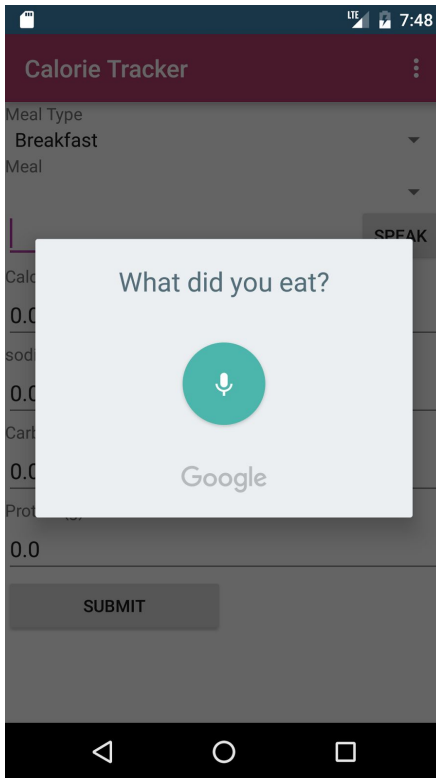 LTE 7:48
Calorie Tracker
Meal Type
Breakfast
Meal
SPEAK
What did you eat?
0.0
0.0
0.0
Google
0.0
SUBMIT